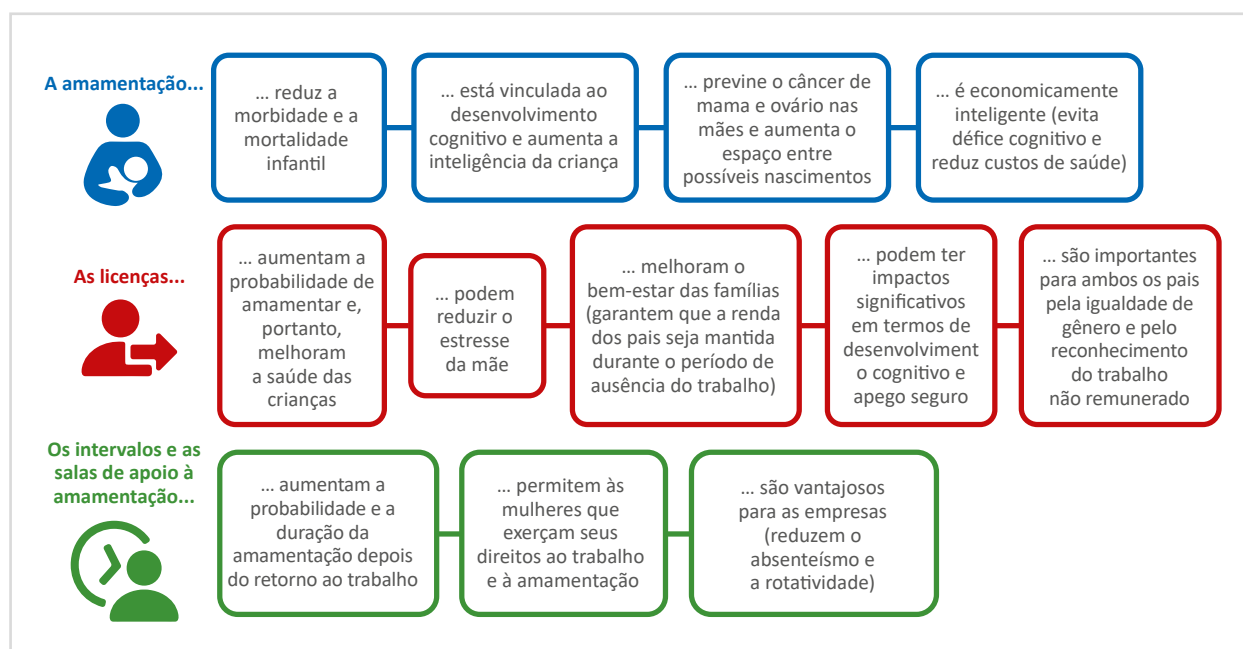 A amamentação...
... reduz a
morbidade e a
mortalidade
infantil
... está vinculada ao
desenvolvimento
cognitivo e aumenta a
inteligência da criança
... previne o câncer de
mama e ovário nas
mães e aumenta o
espaço entre
possíveis nascimentos
... é economicamente
inteligente (evita
défice cognitivo e
reduz custos de saúde)
As licenças...
... aumentam a
probabilidade de
amamentar e,
portanto,
melhoram
a saúde das
crianças
... podem
reduzir o
estresse
da mãe
... melhoram o
bem-estar das famílias
(garantem que a renda
dos pais seja mantida
durante o período de
ausência do trabalho)
... podem ter
impactos
significativos
em termos de
desenvolviment
o cognitivo e
apego seguro
... são importantes
para ambos os pais
pela igualdade de
gênero e pelo
reconhecimento
do trabalho
não remunerado
Os intervalos e as
salas de apoio à
amamentação...
... aumentam a
probabilidade e a
duração da
amamentação depois
do retorno ao trabalho
... permitem às
mulheres que
exerçam seus
direitos ao trabalho
e à amamentação
... são vantajosos
para as empresas
(reduzem o
absenteísmo e
a rotatividade)